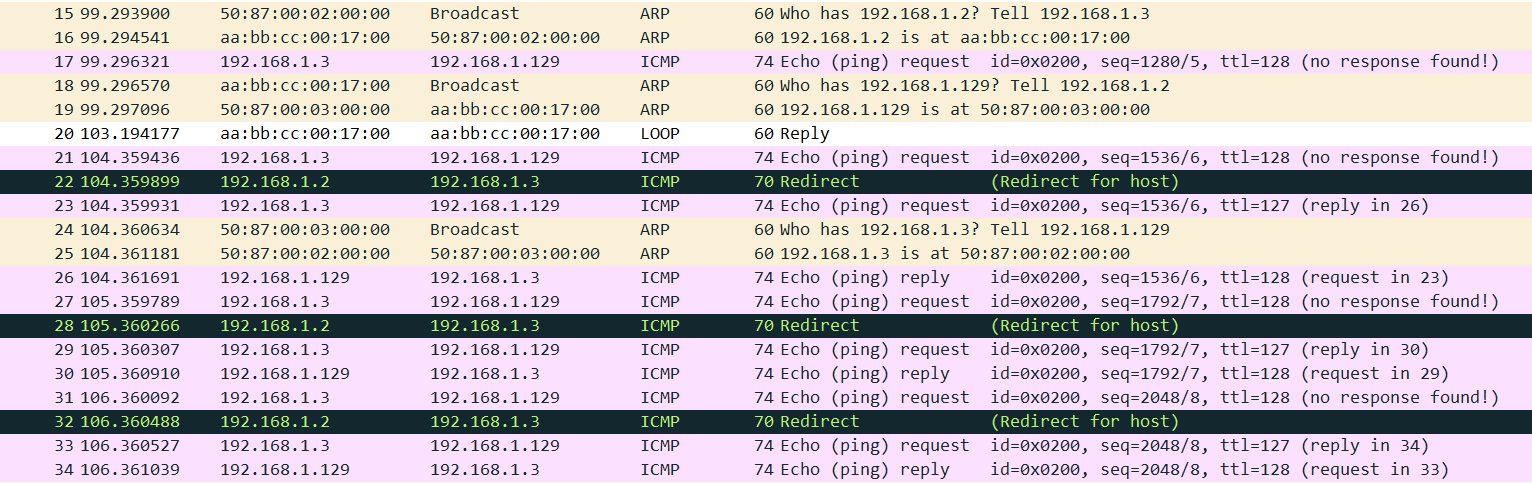 15 99.293900 50:87:00:02:00:00 Broadcast ARP 60 Who has 192.168.1.2? Tell 192.168.1.3
16 99.294541 aa:bb:cc:00:17:00 50:87:00:02:00:00 ARP 60 192.168.1.2 is at aa:bb:cc:00:17:00
17 99.296321 192.168.1.3 192.168.1.129 ICMP 74 Echo (ping) request id=0x0200, seq=1280/5, ttl=128 (no response found!)
18 99.296570 aa:bb:cc:00:17:00 Broadcast ARP 60 Who has 192.168.1.129? Tell 192.168.1.2
19 99.297096 50:87:00:03:00:00 aa:bb:cc:00:17:00 ARP 60 192.168.1.129 is at 50:87:00:03:00:00
20 103.194177 aa:bb:cc:00:17:00 aa:bb:cc:00:17:00 LOOP 60 Reply
21 104.359436 192.168.1.3 192.168.1.129 ICMP 74 Echo (ping) request id=0x0200, seq=1536/6, ttl=128 (no response found!)
22 104.359899 192.168.1.2 192.168.1.3 ICMP 70 Redirect (Redirect for host)
23 104.359931 192.168.1.3 192.168.1.129 ICMP 74 Echo (ping) request id=0x0200, seq=1536/6, ttl=127 (reply in 26)
24 104.360634 50:87:00:03:00:00 Broadcast ARP 60 Who has 192.168.1.3? Tell 192.168.1.129
25 104.361181 50:87:00:02:00:00 50:87:00:03:00:00 ARP 60 192.168.1.3 is at 50:87:00:02:00:00
26 104.361691 192.168.1.129 192.168.1.3 ICMP 74 Echo (ping) reply id=0x0200, seq=1536/6, ttl=128 (request in 23)
27 105.359789 192.168.1.3 192.168.1.129 ICMP 74 Echo (ping) request id=0x0200, seq=1792/7, ttl=128 (no response found!)
28 105.360266 192.168.1.2 192.168.1.3 ICMP 70 Redirect (Redirect for host)
29 105.360307 192.168.1.3 192.168.1.129 ICMP 74 Echo (ping) request id=0x0200, seq=1792/7, ttl=127 (reply in 30)
30 105.360910 192.168.1.129 192.168.1.3 ICMP 74 Echo (ping) reply id=0x0200, seq=1792/7, ttl=128 (request in 29)
31 106.360092 192.168.1.3 192.168.1.129 ICMP 74 Echo (ping) request id=0x0200, seq=2048/8, ttl=128 (no response found!)
32 106.360488 192.168.1.2 192.168.1.3 ICMP 70 Redirect (Redirect for host)
33 106.360527 192.168.1.3 192.168.1.129 ICMP 74 Echo (ping) request id=0x0200, seq=2048/8, ttl=127 (reply in 34)
34 106.361039 192.168.1.129 192.168.1.3 ICMP 74 Echo (ping) reply id=0x0200, seq=2048/8, ttl=128 (request in 33)